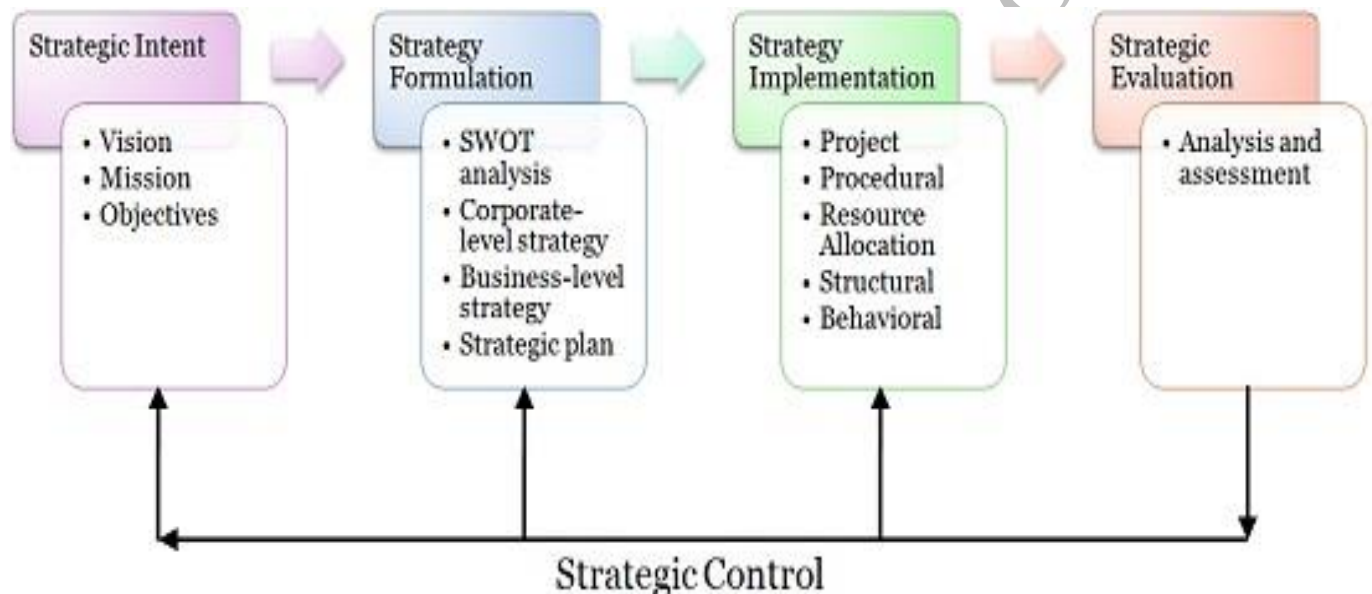 Strategic Intent
• Vision
• Mission
• Objectives
Strategy
Formulation
• SWOT
analysis
• Corporate-
level strategy
• Business-level
strategy
• Strategic plan
Strategy
Implementation
• Project
• Procedural
• Resource
Allocation
• Structural
• Behavioral
Strategic
Evaluation
• Analysis and
assessment
Strategic Control